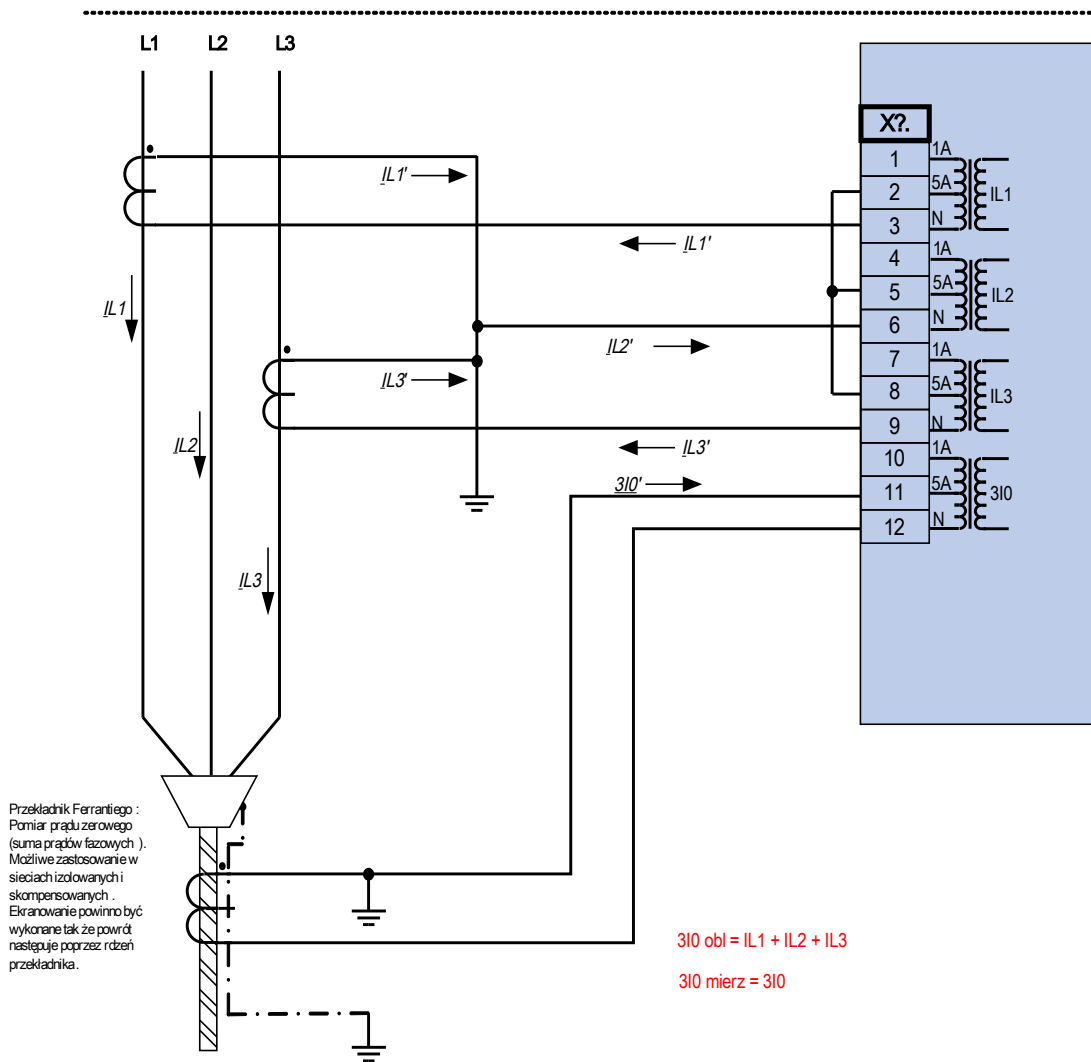 L1 L2 L3
X?.
1 1A
2 5A IL1
3 N
4 1A
5 5A IL2
6 N
7 1A
8 5A IL3
9 N
10 1A
11 5A 3I0
12 N
IL1'
IL1'
IL1
IL2'
IL3'
IL2
IL3'
3I0'
IL3
Przekładnik Ferrantiego :
Pomiar prądu zerowego
(suma prądów fazowych ).
Możliwe zastosowanie w
sieciach izolowanych i
skompensowanych .
Ekranowanie powinno być
wykonane tak że powrót
następuje poprzez rdzeń
przekładnika.
3I0 obl = IL1 + IL2 + IL3
3I0 mierz = 3I0